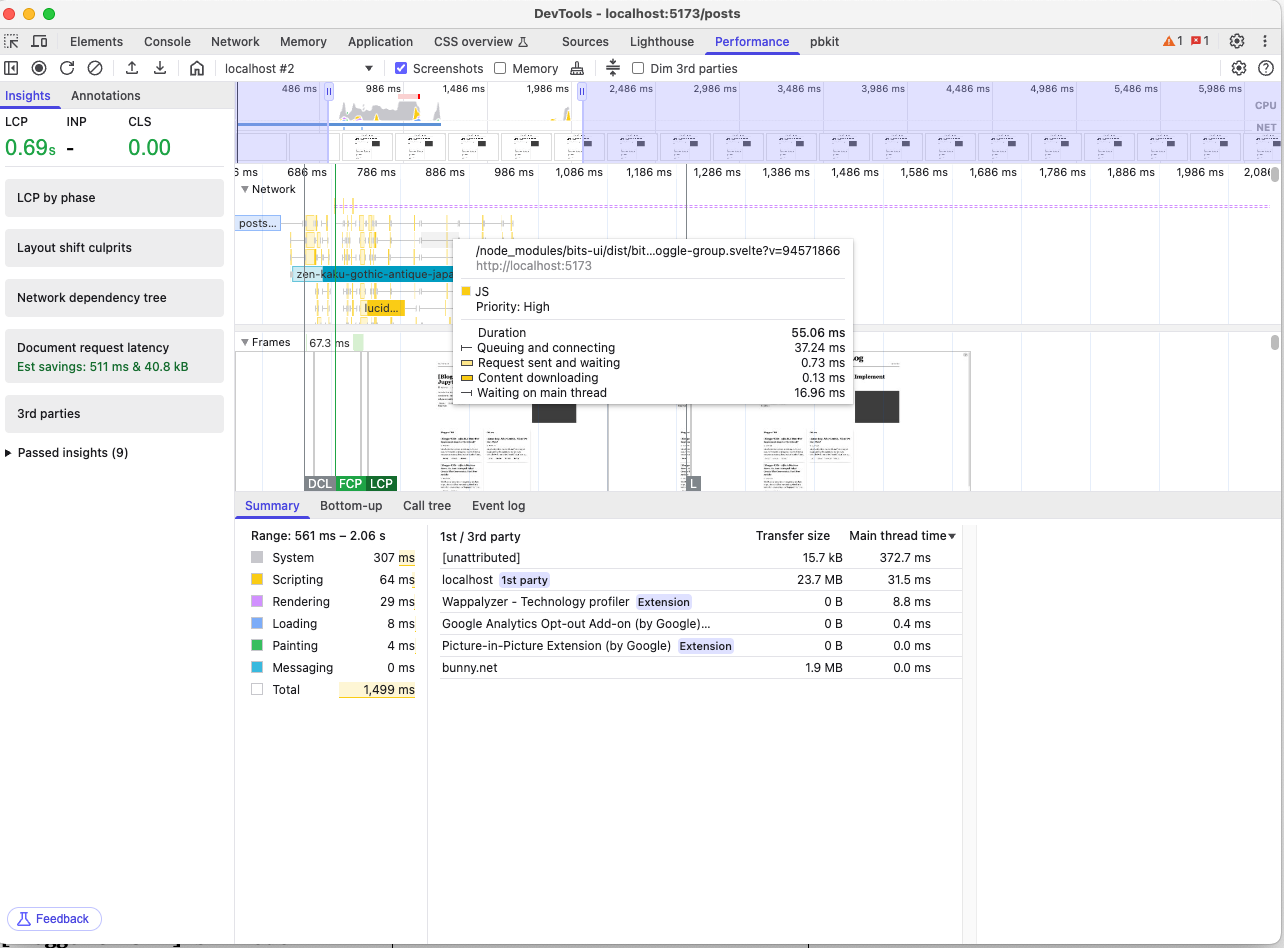 DevTools - localhost:5173/posts
Elements Console Network Memory Application CSS overview Sources Lighthouse Performance pbkit 1 1
localhost #2 Screenshots Memory Dim 3rd parties
Insights Annotations
LCP INP CLS
0.69s - 0.00
LCP by phase
Layout shift culprits
Network dependency tree
Document request latency
Est savings: 511 ms & 40.8 kB
3rd parties
Passed insights (9)
Feedback
486 ms 986 ms 1,486 ms 1,986 ms 2,486 ms 2,986 ms 3,486 ms 3,986 ms 4,486 ms 4,986 ms 5,486 ms 5,986 ms
CPU
NET
6 ms 686 ms 786 ms 886 ms 986 ms 1,086 ms 1,186 ms 1,286 ms 1,386 ms 1,486 ms 1,586 ms 1,686 ms 1,786 ms 1,886 ms 1,986 ms 2,086
Network
posts...
zen-kaku-gothic-antique-japa
lucid...
/node_modules/bits-ui/dist/bit...oggle-group.svelte?v=94571866
http://localhost:5173
JS
Priority: High
Duration 55.06 ms
Queuing and connecting 37.24 ms
Request sent and waiting 0.73 ms
Content downloading 0.13 ms
Waiting on main thread 16.96 ms
Frames 67.3 ms
DCL FCP LCP L
Summary Bottom-up Call tree Event log
Range: 561 ms – 2.06 s
System 307 ms
Scripting 64 ms
Rendering 29 ms
Loading 8 ms
Painting 4 ms
Messaging 0 ms
Total 1,499 ms
1st / 3rd party Transfer size Main thread time
[unattributed] 15.7 kB 372.7 ms
localhost 1st party 23.7 MB 31.5 ms
Wappalyzer - Technology profiler Extension 0 B 8.8 ms
Google Analytics Opt-out Add-on (by Google)... 0 B 0.4 ms
Picture-in-Picture Extension (by Google) Extension 0 B 0.0 ms
bunny.net 1.9 MB 0.0 ms